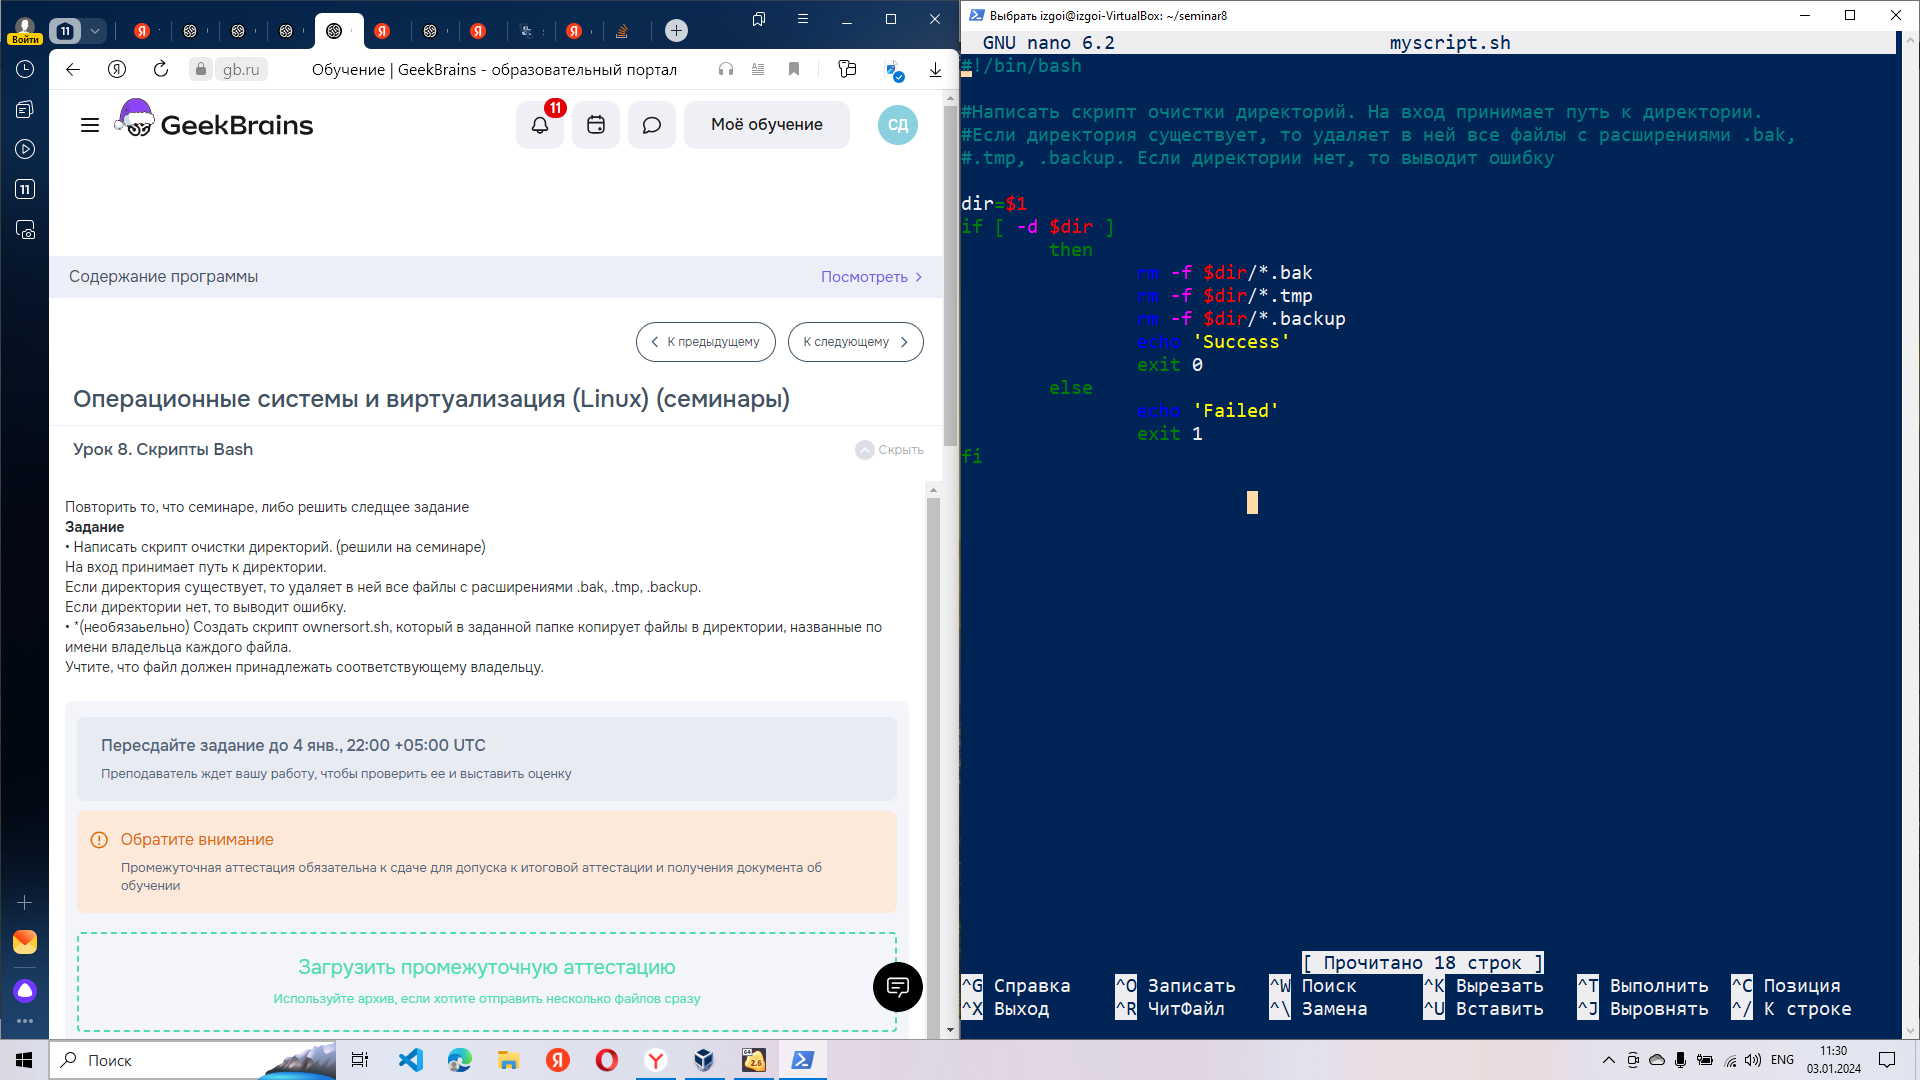 Войти
11
gb.ru
Обучение | GeekBrains - образовательный портал
11
GeekBrains
11
Моё обучение
СД
Содержание программы
Посмотреть
К предыдущему
К следующему
Операционные системы и виртуализация (Linux) (семинары)
Урок 8. Скрипты Bash
Скрыть
Повторить то, что семинаре, либо решить следщее задание
Задание
• Написать скрипт очистки директорий. (решили на семинаре)
На вход принимает путь к директории.
Если директория существует, то удаляет в ней все файлы с расширениями .bak, .tmp, .backup.
Если директории нет, то выводит ошибку.
• *(необязаьельно) Создать скрипт ownersort.sh, который в заданной папке копирует файлы в директории, названные по
имени владельца каждого файла.
Учтите, что файл должен принадлежать соответствующему владельцу.
Пересдайте задание до 4 янв., 22:00 +05:00 UTC
Преподаватель ждет вашу работу, чтобы проверить ее и выставить оценку
Обратите внимание
Промежуточная аттестация обязательна к сдаче для допуска к итоговой аттестации и получения документа об
обучении
Загрузить промежуточную аттестацию
Используйте архив, если хотите отправить несколько файлов сразу
Выбрать izgoi@izgoi-VirtualBox: ~/seminar8
GNU nano 6.2 myscript.sh
#!/bin/bash
#Написать скрипт очистки директорий. На вход принимает путь к директории.
#Если директория существует, то удаляет в ней все файлы с расширениями .bak,
#.tmp, .backup. Если директории нет, то выводит ошибку
dir=$1
if [ -d $dir ]
then
rm -f $dir/*.bak
rm -f $dir/*.tmp
rm -f $dir/*.backup
echo 'Success'
exit 0
else
echo 'Failed'
exit 1
fi
[ Прочитано 18 строк ]
^G Справка ^O Записать ^W Поиск ^K Вырезать ^T Выполнить ^C Позиция
^X Выход ^R ЧитФайл ^\ Замена ^U Вставить ^J Выровнять ^/ К строке
Поиск
ENG
11:30
03.01.2024